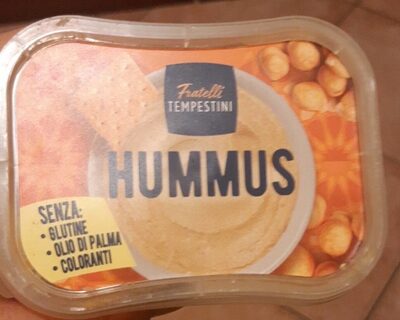 Fratelli
TEMPESTINI
HUMMUS
SENZA:
• GLUTINE
• OLIO DI PALMA
• COLORANTI